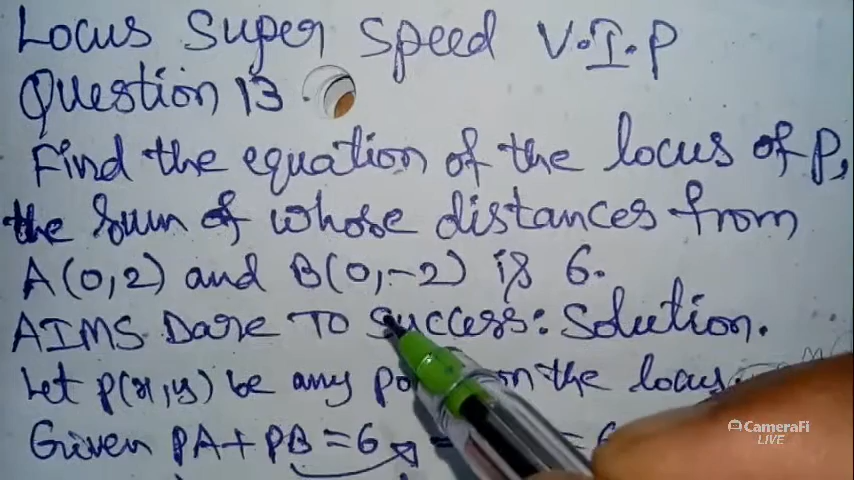 Locus Super Speed V.I.P
Question 13.
Find the equation of the locus of P,
the sum of whose distances from
A(0,2) and B(0,-2) is 6.
AIMS Dare To Success: Solution.
Let P(x,y) be any on the locus.
Given PA+PB=6 = 6
CameraFi
LIVE